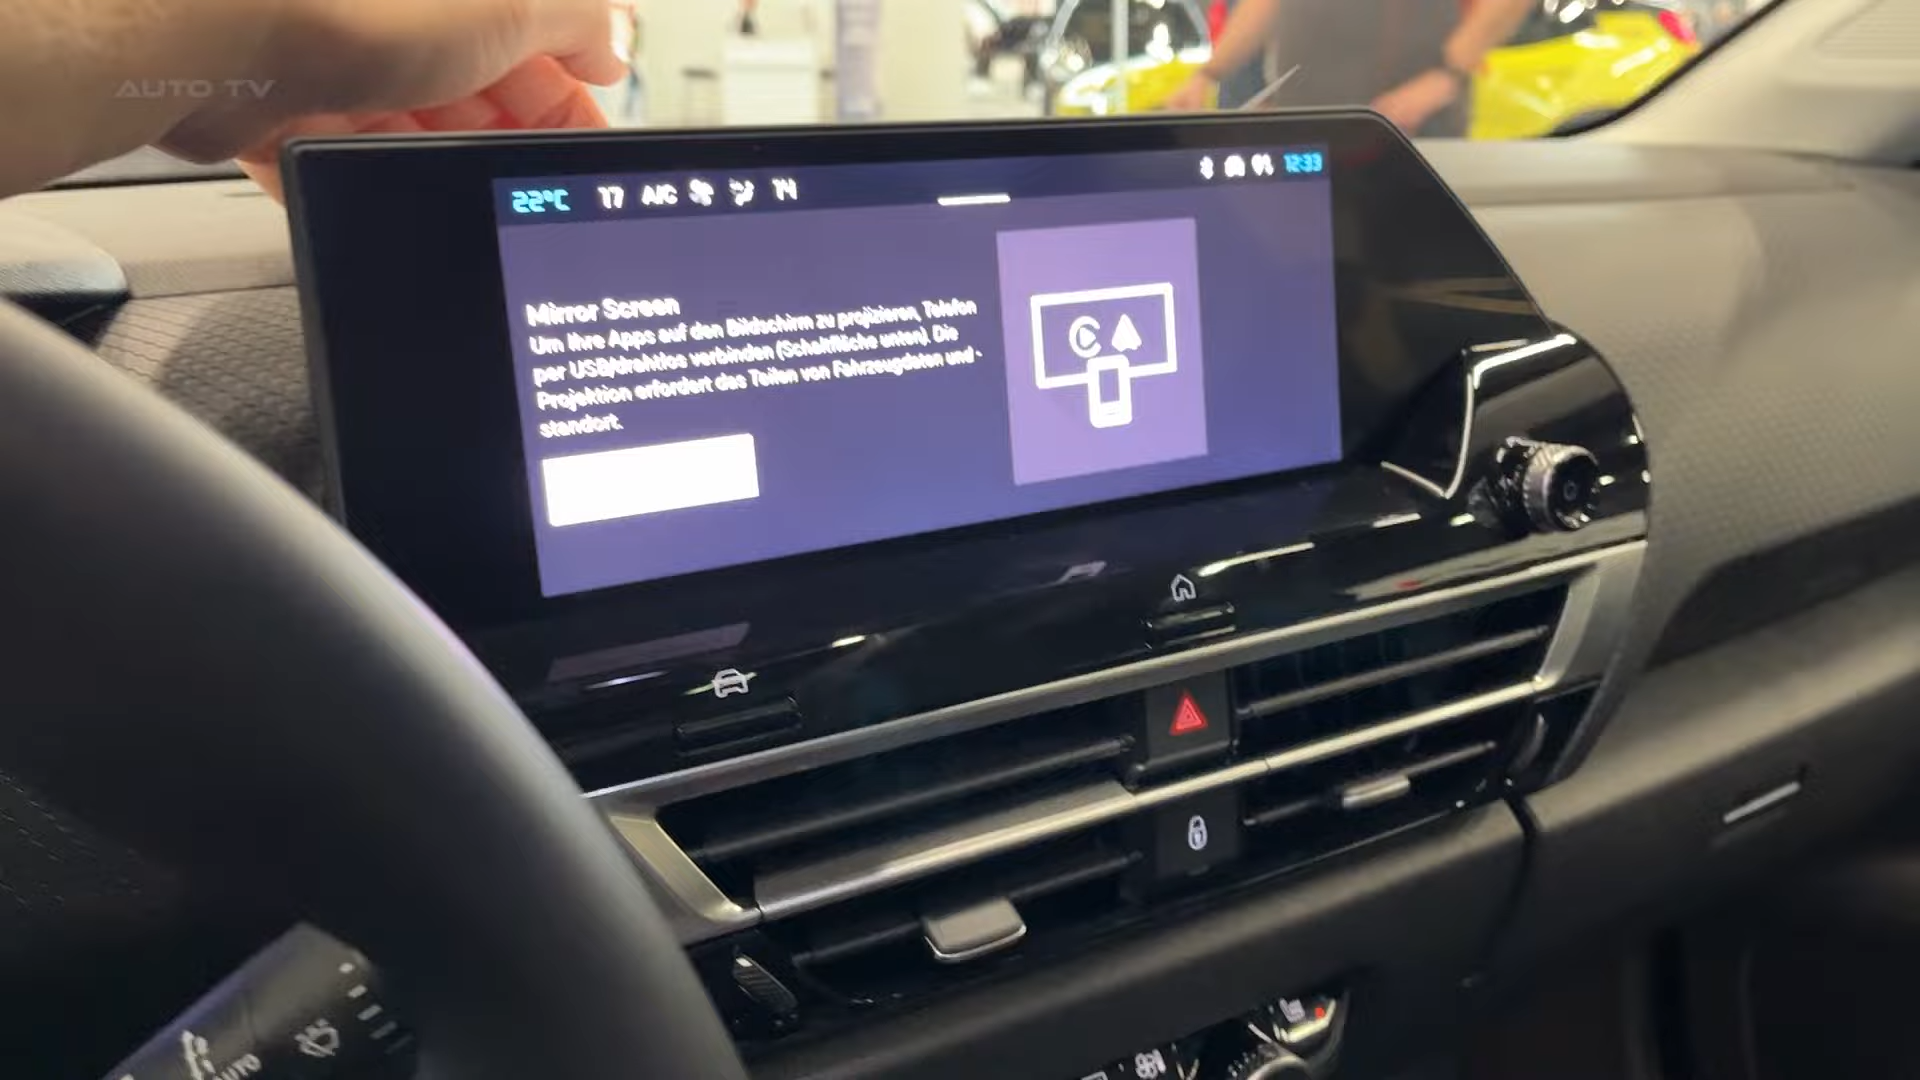 AUTO TV
22°C 17 A/C 14
12:33
Mirror Screen
Um Ihre Apps auf den Bildschirm zu projizieren, Telefon
per USB/drahtlos verbinden (Schaltfläche unten). Die
Projektion erfordert das Teilen von Fahrzeugdaten und -
standort.
AUTO